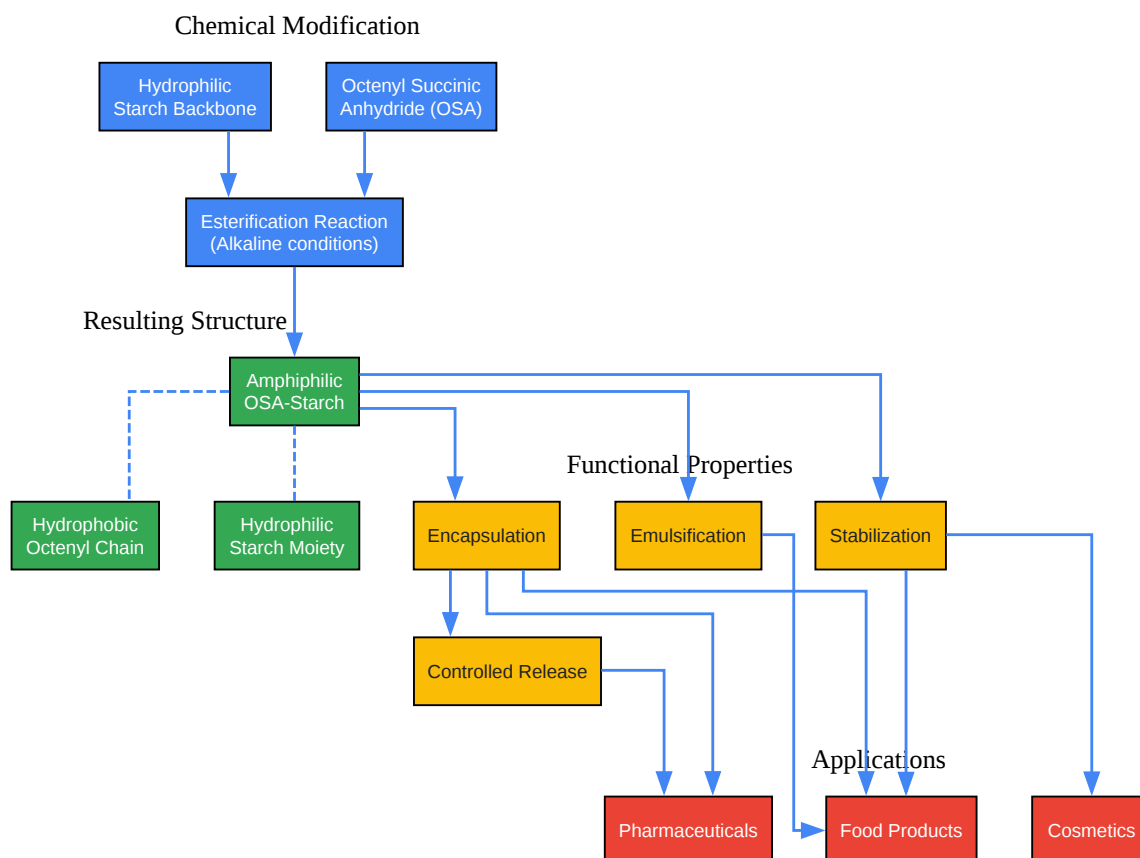 Chemical Modification
Hydrophilic
Starch Backbone
Octenyl Succinic
Anhydride (OSA)
Esterification Reaction
(Alkaline conditions)
Resulting Structure
Amphiphilic
OSA-Starch
Functional Properties
Hydrophobic
Octenyl Chain
Hydrophilic
Starch Moiety
Encapsulation
Emulsification
Stabilization
Controlled Release
Applications
Pharmaceuticals
Food Products
Cosmetics